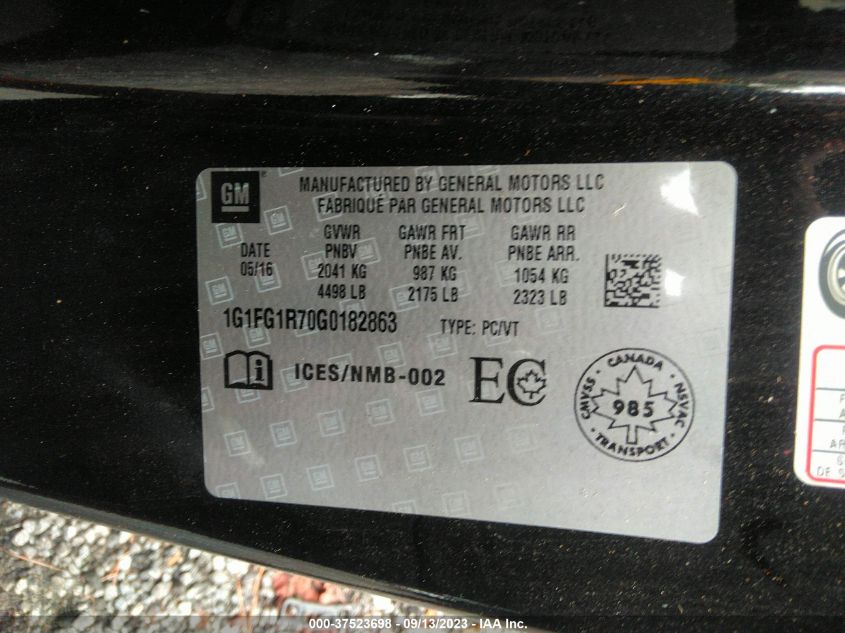 GM
MANUFACTURED BY GENERAL MOTORS LLC
FABRIQUÉ PAR GENERAL MOTORS LLC
DATE
05/16
GVWR
PNBV
2041 KG
4498 LB
GAWR FRT
PNBE AV.
987 KG
2175 LB
GAWR RR
PNBE ARR.
1054 KG
2323 LB
1G1FG1R70G0182863
TYPE: PC/VT
ICES/NMB-002
EC
CANADA
CMVSS
NSVAC
985
TRANSPORT
000-37523698 - 09/13/2023 - IAA Inc.